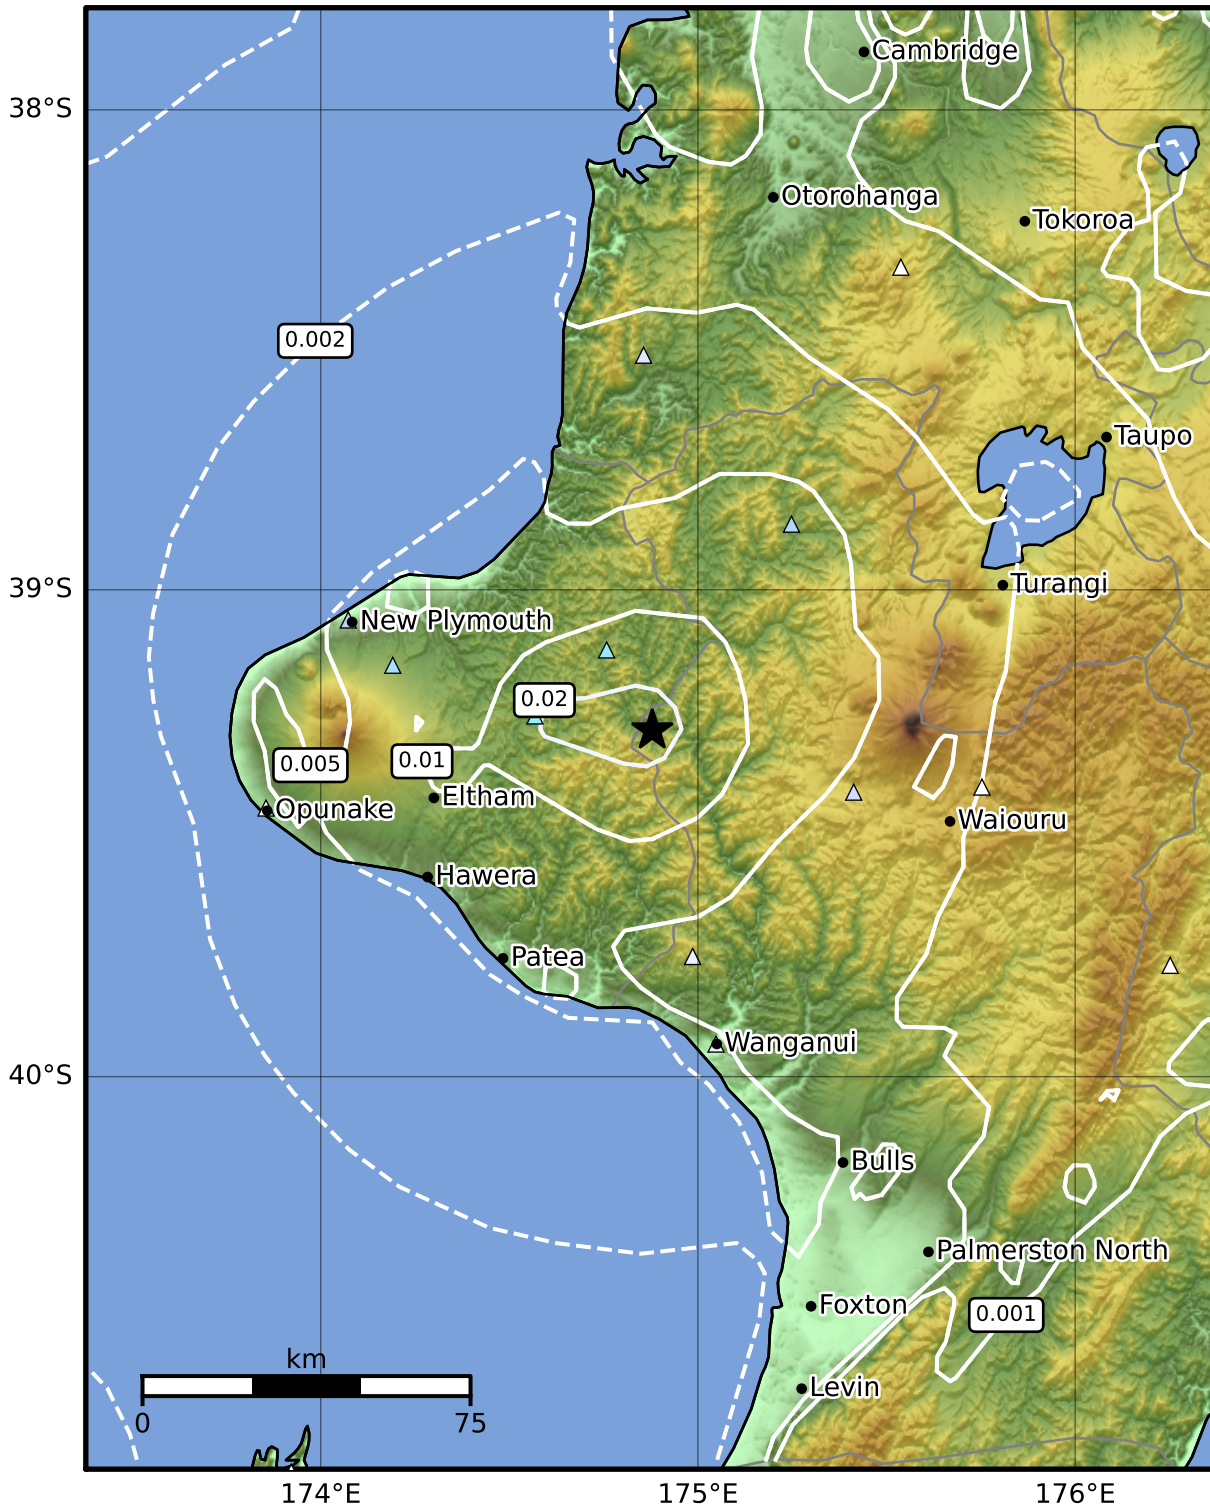 Cambridge
38°S
Otorohanga
Tokoroa
0.002
Taupo
39°S
Turangi
New Plymouth
0.02
0.01
0.005
Eltham
Opunake
Waiouru
Hawera
Patea
Wanganui
40°S
Bulls
Palmerston North
Foxton
0.001
km
Levin
0 75
174°E 175°E 176°E